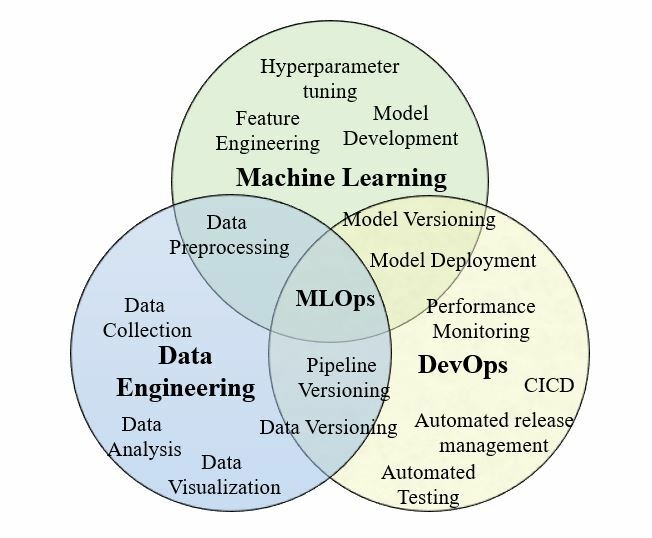 Hyperparameter
tuning
Feature
Engineering
Model
Development
Machine Learning
Data
Preprocessing
Model Versioning
Model Deployment
MLOps
Data
Collection
Data
Engineering
Data
Analysis
Data
Visualization
Pipeline
Versioning
Data Versioning
Performance
Monitoring
DevOps
CICD
Automated release
management
Automated
Testing